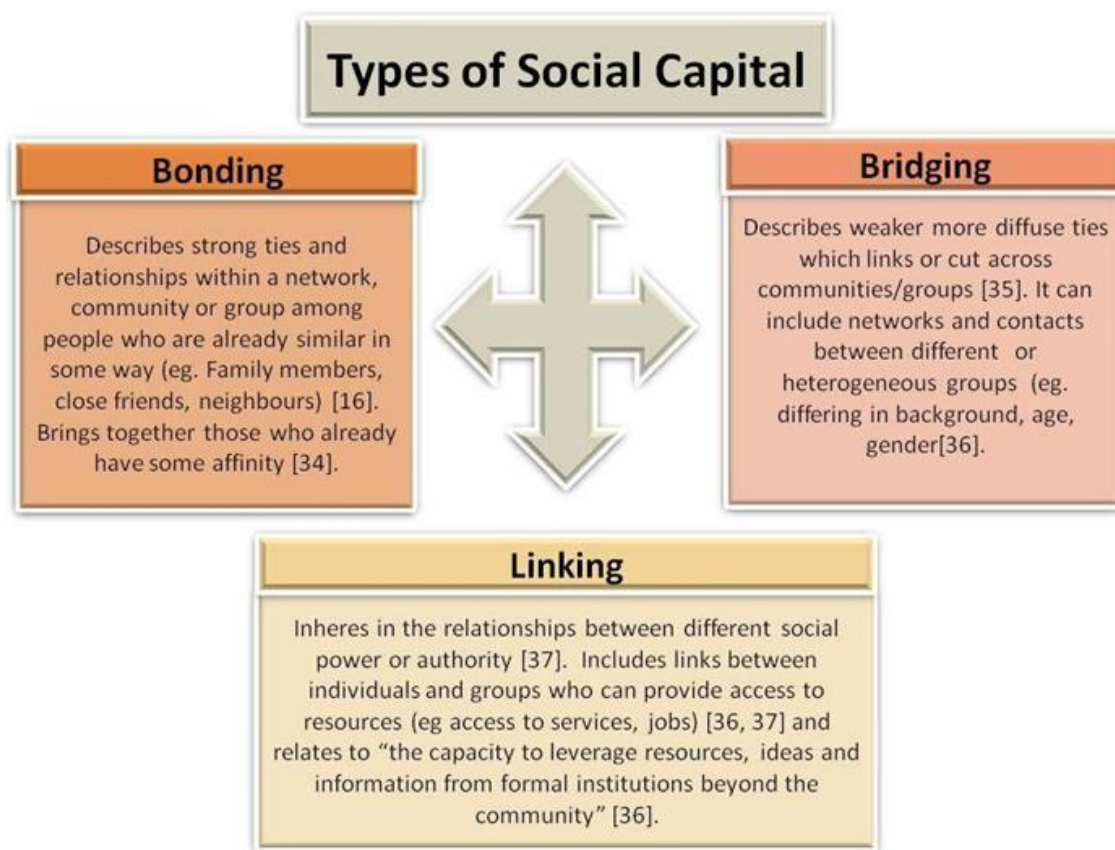 Types of Social Capital
Bonding
Describes strong ties and
relationships within a network,
community or group among
people who are already similar in
some way (eg. Family members,
close friends, neighbours) [16].
Brings together those who already
have some affinity [34].
Bridging
Describes weaker more diffuse ties
which links or cut across
communities/groups [35]. It can
include networks and contacts
between different or
heterogeneous groups (eg.
differing in background, age,
gender[36].
Linking
Inheres in the relationships between different social
power or authority [37]. Includes links between
individuals and groups who can provide access to
resources (eg access to services, jobs) [36, 37] and
relates to “the capacity to leverage resources, ideas and
information from formal institutions beyond the
community” [36].